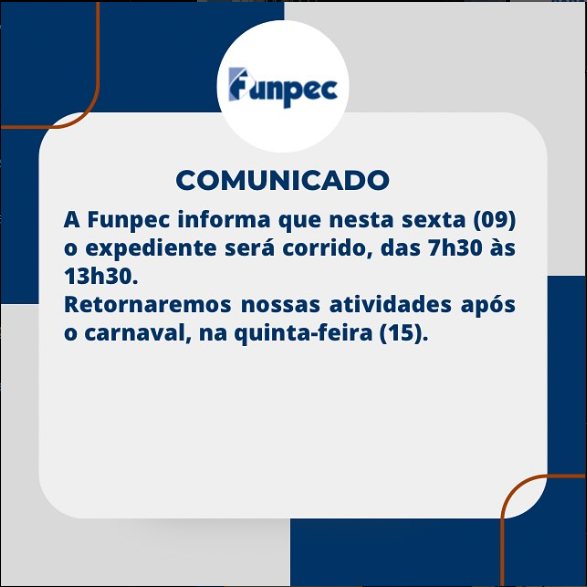 Funpec
COMUNICADO
A Funpec informa que nesta sexta (09)
o expediente será corrido, das 7h30 às
13h30.
Retornaremos nossas atividades após
o carnaval, na quinta-feira (15).